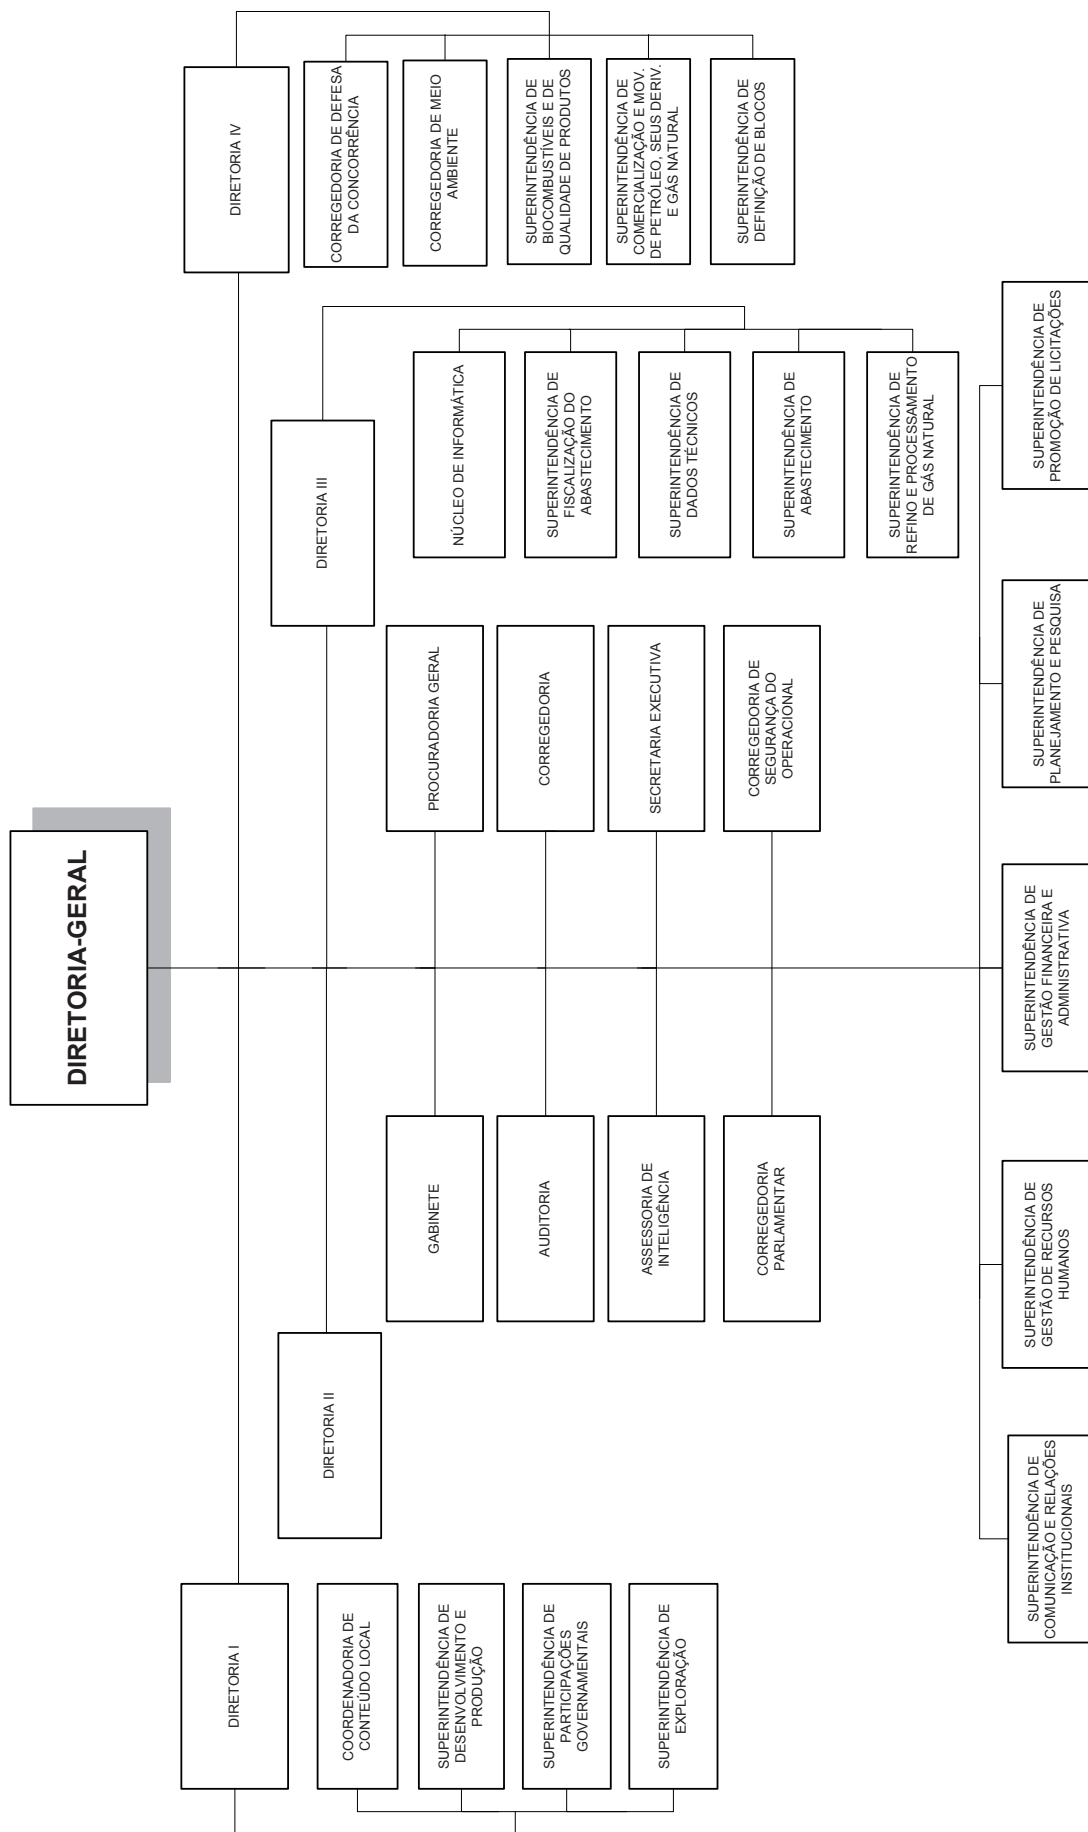 DIRETORIA-GERAL
DIRETORIA I
DIRETORIA IV
DIRETORIA II
DIRETORIA III
COORDENADORIA DE
CONTEÚDO LOCAL
SUPERINTENDÊNCIA DE
DESENVOLVIMENTO E
PRODUÇÃO
SUPERINTENDÊNCIA DE
PARTICIPAÇÕES
GOVERNAMENTAIS
SUPERINTENDÊNCIA DE
EXPLORAÇÃO
GABINETE
AUDITORIA
ASSESSORIA DE
INTELIGÊNCIA
CORREGEDORIA
PARLAMENTAR
PROCURADORIA GERAL
CORREGEDORIA
SECRETARIA EXECUTIVA
CORREGEDORIA DE
SEGURANÇA DO
OPERACIONAL
NÚCLEO DE INFORMÁTICA
SUPERINTENDÊNCIA DE
FISCALIZAÇÃO DO
ABASTECIMENTO
SUPERINTENDÊNCIA DE
DADOS TÉCNICOS
SUPERINTENDÊNCIA DE
ABASTECIMENTO
SUPERINTENDÊNCIA DE
REFINO E PROCESSAMENTO
DE GÁS NATURAL
CORREGEDORIA DE DEFESA
DA CONCORRÊNCIA
CORREGEDORIA DE MEIO
AMBIENTE
SUPERINTENDÊNCIA DE
BIOCOMBUSTÍVEIS E DE
QUALIDADE DE PRODUTOS
SUPERINTENDÊNCIA DE
COMERCIALIZAÇÃO E MOV.
DE PETRÓLEO, SEUS DERIV.
E GÁS NATURAL
SUPERINTENDÊNCIA DE
DEFINIÇÃO DE BLOCOS
SUPERINTENDÊNCIA DE
COMUNICAÇÃO E RELAÇÕES
INSTITUCIONAIS
SUPERINTENDÊNCIA DE
GESTÃO DE RECURSOS
HUMANOS
SUPERINTENDÊNCIA DE
GESTÃO FINANCEIRA E
ADMINISTRATIVA
SUPERINTENDÊNCIA DE
PLANEJAMENTO E PESQUISA
SUPERINTENDÊNCIA DE
PROMOÇÃO DE LICITAÇÕES